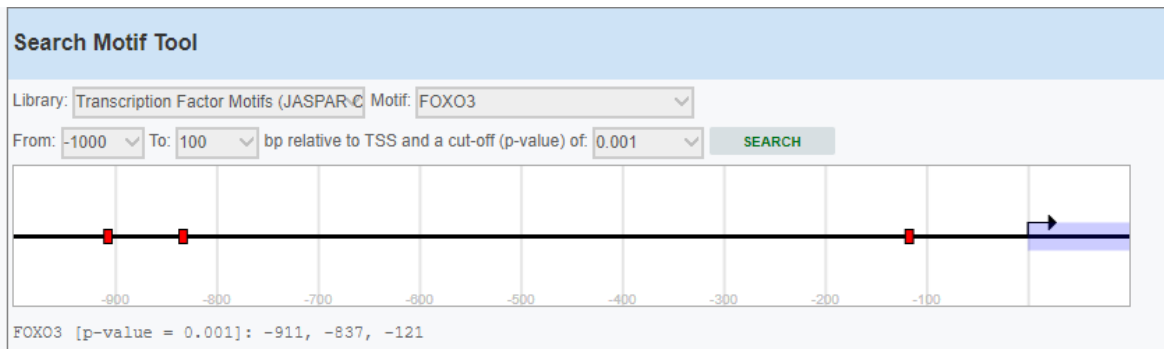 Search Motif Tool
Library: Transcription Factor Motifs (JASPAR C Motif: FOXO3
From: -1000 To: 100 bp relative to TSS and a cut-off (p-value) of: 0.001 SEARCH
-900 -800 -700 -600 -500 -400 -300 -200 -100
FOXO3 [p-value = 0.001]: -911, -837, -121